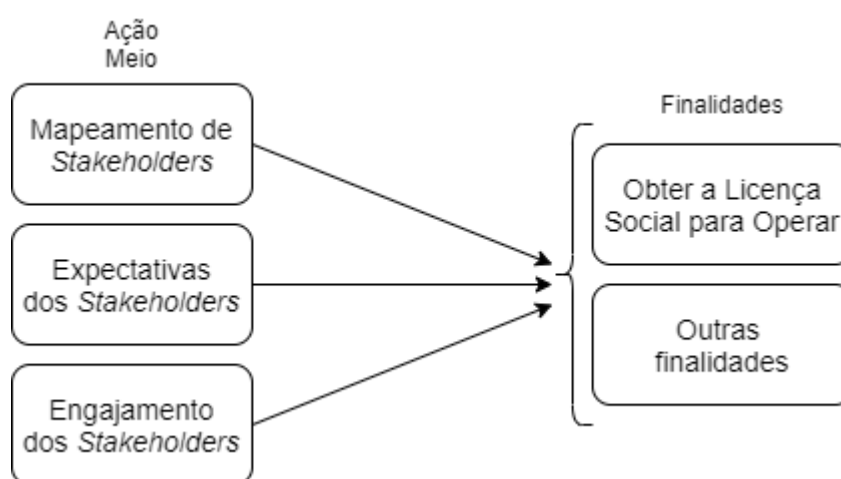 Ação
Meio
Mapeamento de
Stakeholders
Expectativas
dos Stakeholders
Engajamento
dos Stakeholders
Finalidades
Obter a Licença
Social para Operar
Outras
finalidades